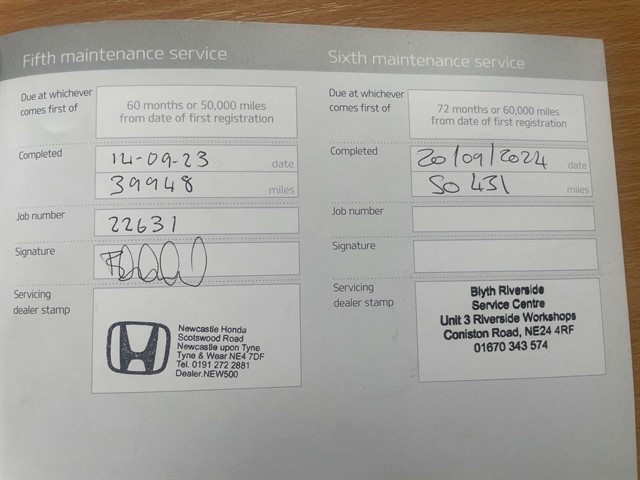 Fifth maintenance service
Due at whichever
comes first of
60 months or 50,000 miles
from date of first registration
Completed
14-09-23 date
39948 miles
Job number
22631
Signature
Servicing
dealer stamp
Newcastle Honda
Scotswood Road
Newcastle upon Tyne
Tyne & Wear NE4 7DF
Tel. 0191 272 2881
Dealer.NEW500
Sixth maintenance service
Due at whichever
comes first of
72 months or 60,000 miles
from date of first registration
Completed
20/09/2024 date
50 431 miles
Job number
Signature
Servicing
dealer stamp
Blyth Riverside
Service Centre
Unit 3 Riverside Workshops
Coniston Road, NE24 4RF
01670 343 574